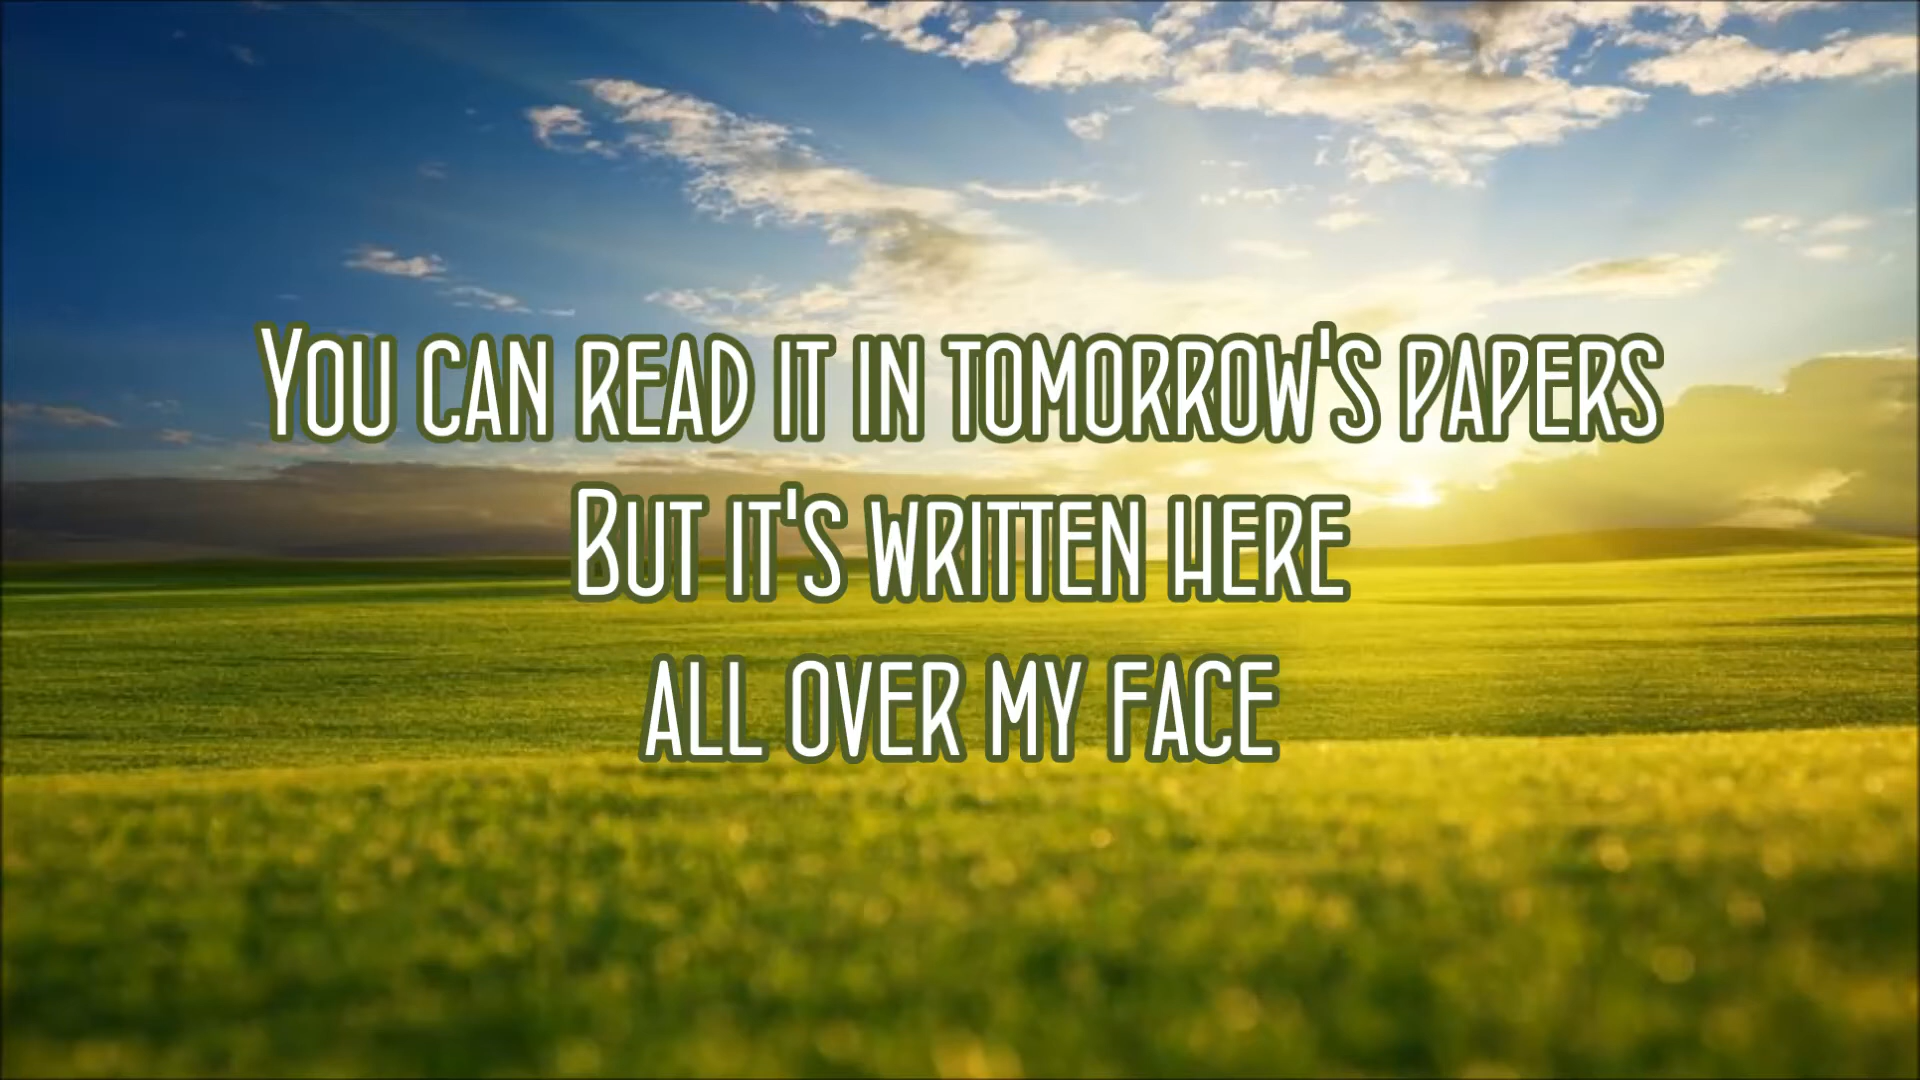 You can read it in tomorrow's papers
But it's written here
all over my face